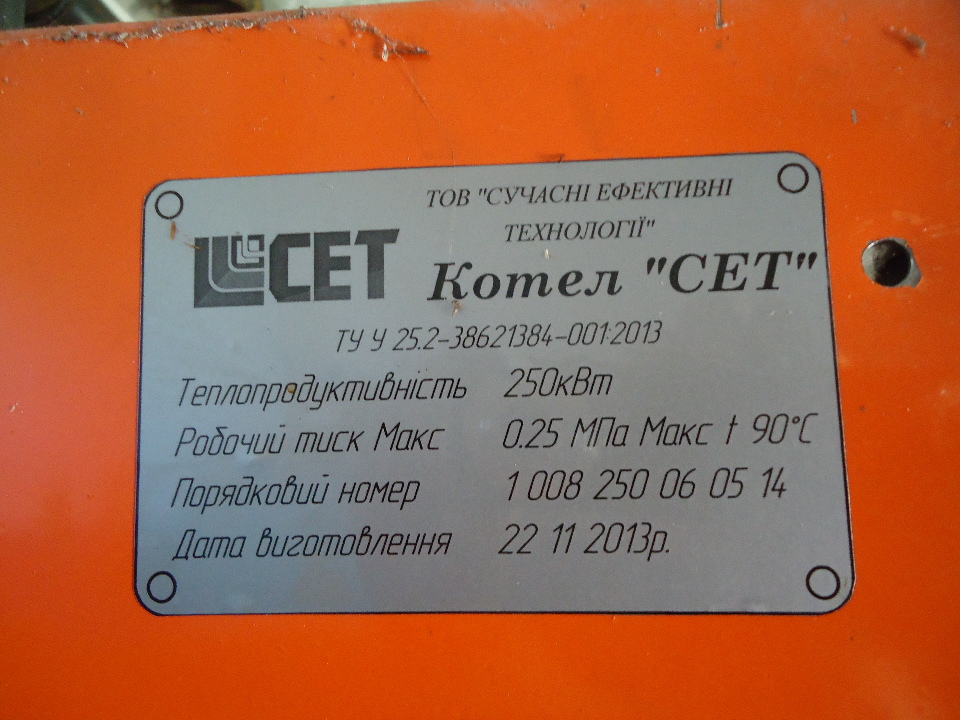 ТОВ "СУЧАСНІ ЕФЕКТИВНІ
ТЕХНОЛОГІЇ"
СЕТ
Котел "СЕТ"
ТУ У 25.2-38621384-001:2013
Теплопродуктивність 250кВт
Робочий тиск Макс 0.25 МПа Макс t 90°С
Порядковий номер 1 008 250 06 05 14
Дата виготовлення 22 11 2013р.